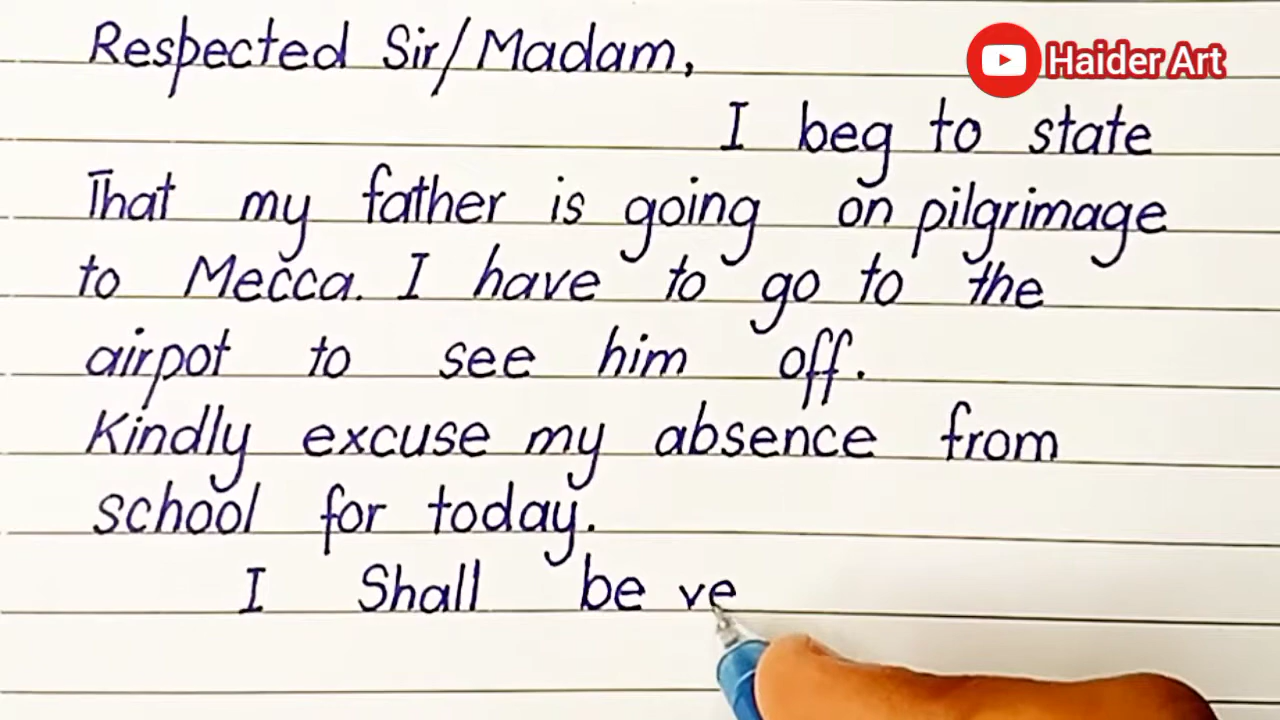 Respected Sir/Madam,
Haider Art
I beg to state
That my father is going on pilgrimage
to Mecca. I have to go to the
airpot to see him off.
Kindly excuse my absence from
school for today.
I Shall be ve